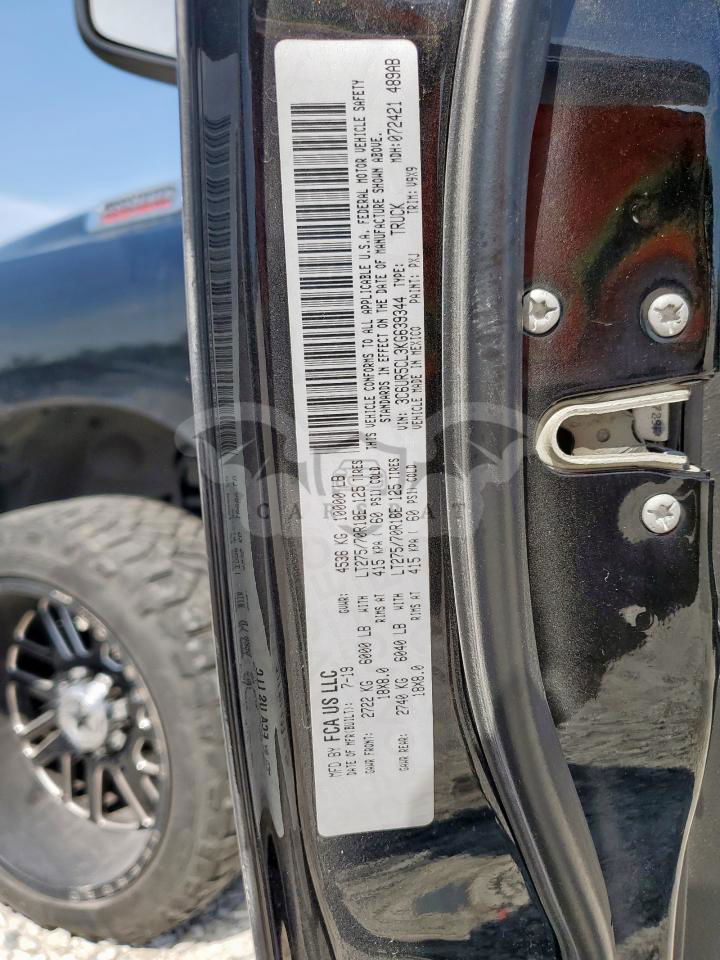 MFD BY FCA US LLC
DATE OF MFR(BUILT): 7-19 GVWR: 4536 KG 10000 LB
GAWR FRONT: 2722 KG 6000 LB WITH LT275/70R18E 125 TIRES
18X8.0 RIMS AT 415 KPA ( 60 PSI) COLD
GAWR REAR: 2740 KG 6040 LB WITH LT275/70R18E 125 TIRES
18X8.0 RIMS AT 415 KPA ( 60 PSI) COLD
THIS VEHICLE CONFORMS TO ALL APPLICABLE U.S.A. FEDERAL MOTOR VEHICLE SAFETY
STANDARDS IN EFFECT ON THE DATE OF MANUFACTURE SHOWN ABOVE.
VIN: 3C6UR5CL3KG639344 TYPE: TRUCK MDH:072421 489AB
VEHICLE MADE IN MEXICO PAINT: PXJ TRIM: V9X9